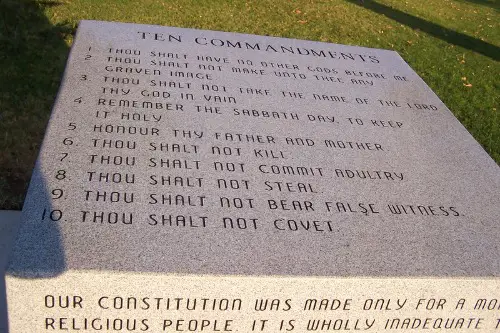 TEN COMMANDMENTS
1 THOU SHALT HAVE NO OTHER GODS BEFORE ME
2 THOU SHALT NOT MAKE UNTO THEE ANY
GRAVEN IMAGE
3 THOU SHALT NOT TAKE THE NAME OF THE LORD
THY GOD IN VAIN
4 REMEMBER THE SABBATH DAY, TO KEEP
IT HOLY
5 HONOUR THY FATHER AND MOTHER
6 THOU SHALT NOT KILL
7 THOU SHALT NOT COMMIT ADULTRY
8 THOU SHALT NOT STEAL
9 THOU SHALT NOT BEAR FALSE WITNESS.
10 THOU SHALT NOT COVET.
OUR CONSTITUTION WAS MADE ONLY FOR A MO
RELIGIOUS PEOPLE. IT IS WHOLLY INADEQUATE